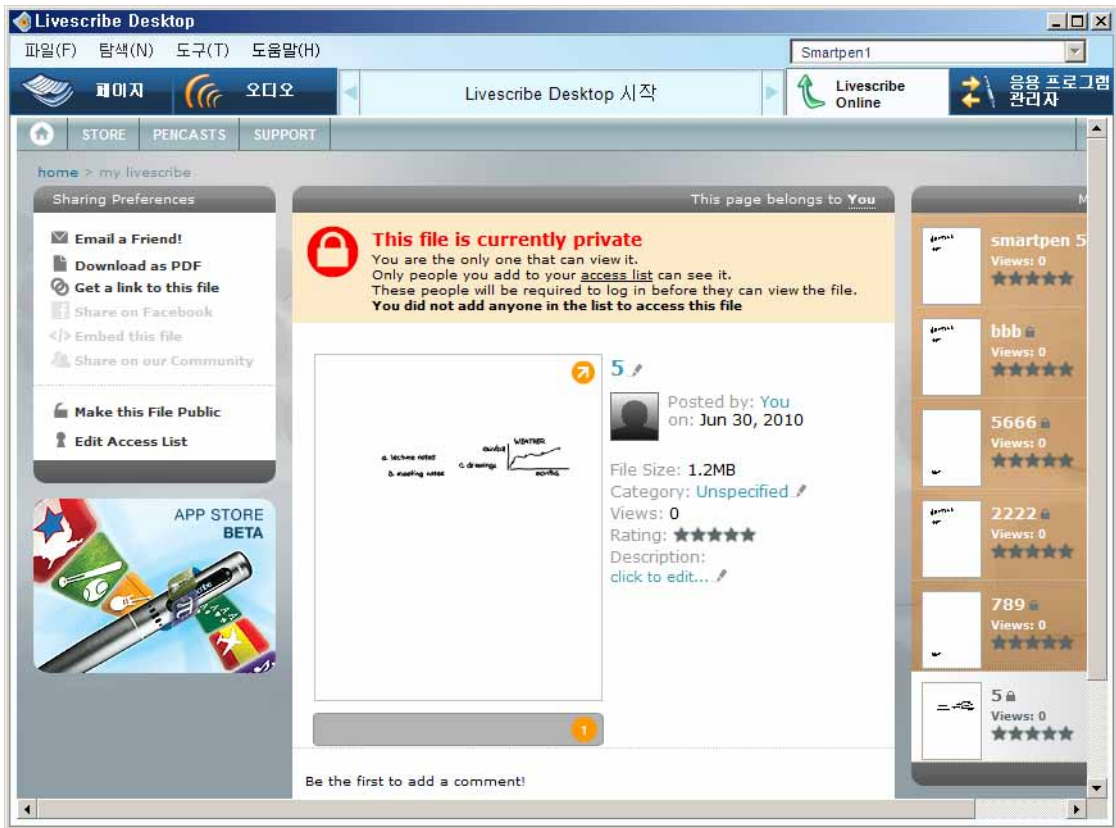 Livescribe Desktop
파일(F) 탐색(N) 도구(T) 도움말(H)
Smartpen1
페이지
오디오
Livescribe Desktop 시작
Livescribe
Online
응용 프로그램
관리자
STORE PENCASTS SUPPORT
home > my livescribe
Sharing Preferences
Email a Friend!
Download as PDF
Get a link to this file
Share on Facebook
</> Embed this file
Share on our Community
Make this File Public
Edit Access List
APP STORE
BETA
This page belongs to You
This file is currently private
You are the only one that can view it.
Only people you add to your access list can see it.
These people will be required to log in before they can view the file.
You did not add anyone in the list to access this file
WEATHER
rainfall
a. lecture notes
c. drawings
b. meeting notes
months
1
5
Posted by: You
on: Jun 30, 2010
File Size: 1.2MB
Category: Unspecified
Views: 0
Rating:
Description:
click to edit...
Be the first to add a comment!
M
smartpen 5
Views: 0
bbb
Views: 0
5666
Views: 0
2222
Views: 0
789
Views: 0
5
Views: 0